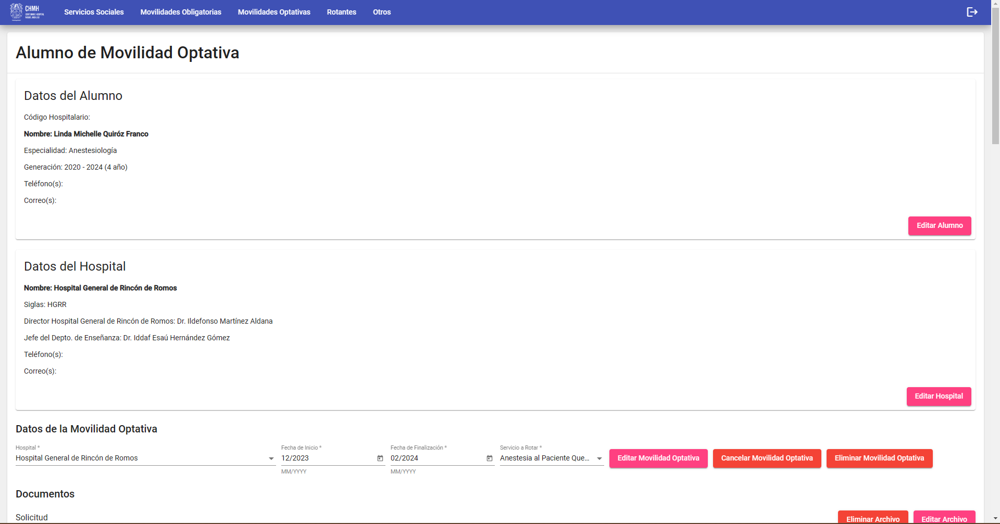 CHMH
CENTENARIO HOSPITAL
MIGUEL HIDALGO
Servicios Sociales
Movilidades Obligatorias
Movilidades Optativas
Rotantes
Otros
Alumno de Movilidad Optativa
Datos del Alumno
Código Hospitalario:
Nombre: Linda Michelle Quiróz Franco
Especialidad: Anestesiología
Generación: 2020 - 2024 (4 año)
Teléfono(s):
Correo(s):
Editar Alumno
Datos del Hospital
Nombre: Hospital General de Rincón de Romos
Siglas: HGRR
Director Hospital General de Rincón de Romos: Dr. Ildefonso Martínez Aldana
Jefe del Depto. de Enseñanza: Dr. Iddaf Esaú Hernández Gómez
Teléfono(s):
Correo(s):
Editar Hospital
Datos de la Movilidad Optativa
Hospital *
Hospital General de Rincón de Romos
Fecha de Inicio *
12/2023
MM/YYYY
Fecha de Finalización *
02/2024
MM/YYYY
Servicio a Rotar *
Anestesia al Paciente Que...
Editar Movilidad Optativa
Cancelar Movilidad Optativa
Eliminar Movilidad Optativa
Documentos
Solicitud
Eliminar Archivo
Editar Archivo